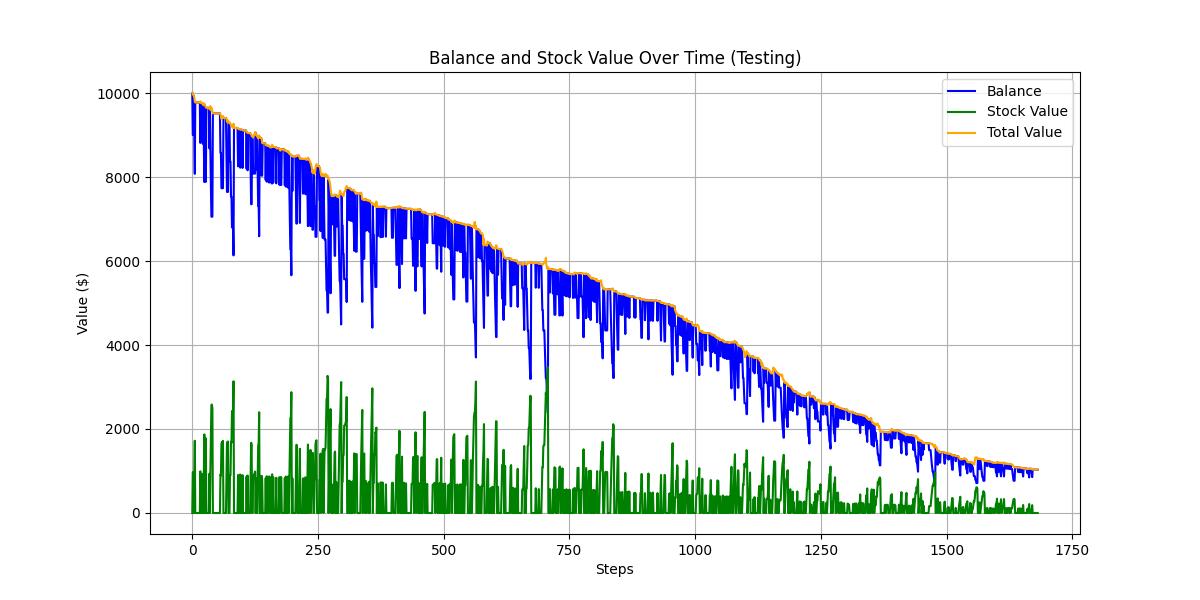 Balance and Stock Value Over Time (Testing)
Balance
Stock Value
Total Value
Value ($)
10000
8000
6000
4000
2000
0
0 250 500 750 1000 1250 1500 1750
Steps